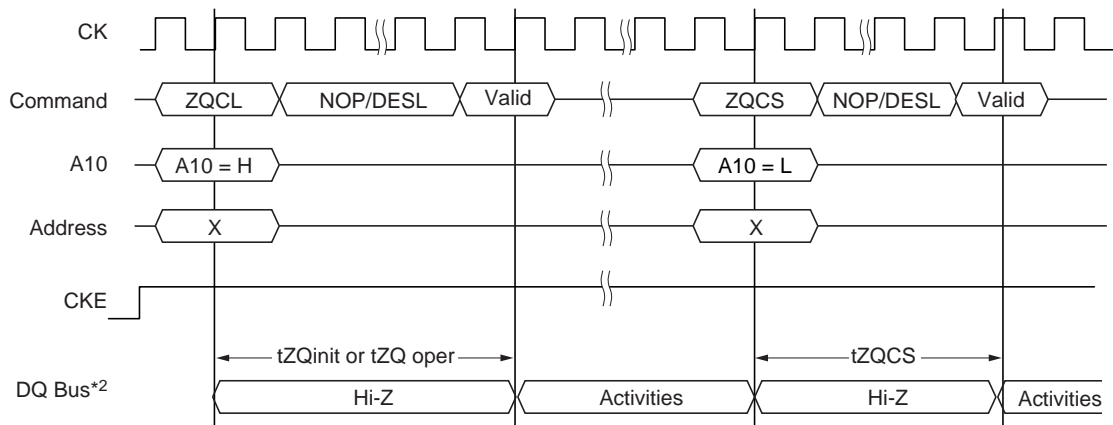 CK
Command ZQCL NOP/DESL Valid ZQCS NOP/DESL Valid
A10 A10 = H A10 = L
Address X X
CKE
tZQinit or tZQ oper tZQCS
DQ Bus*2 Hi-Z Activities Hi-Z Activities